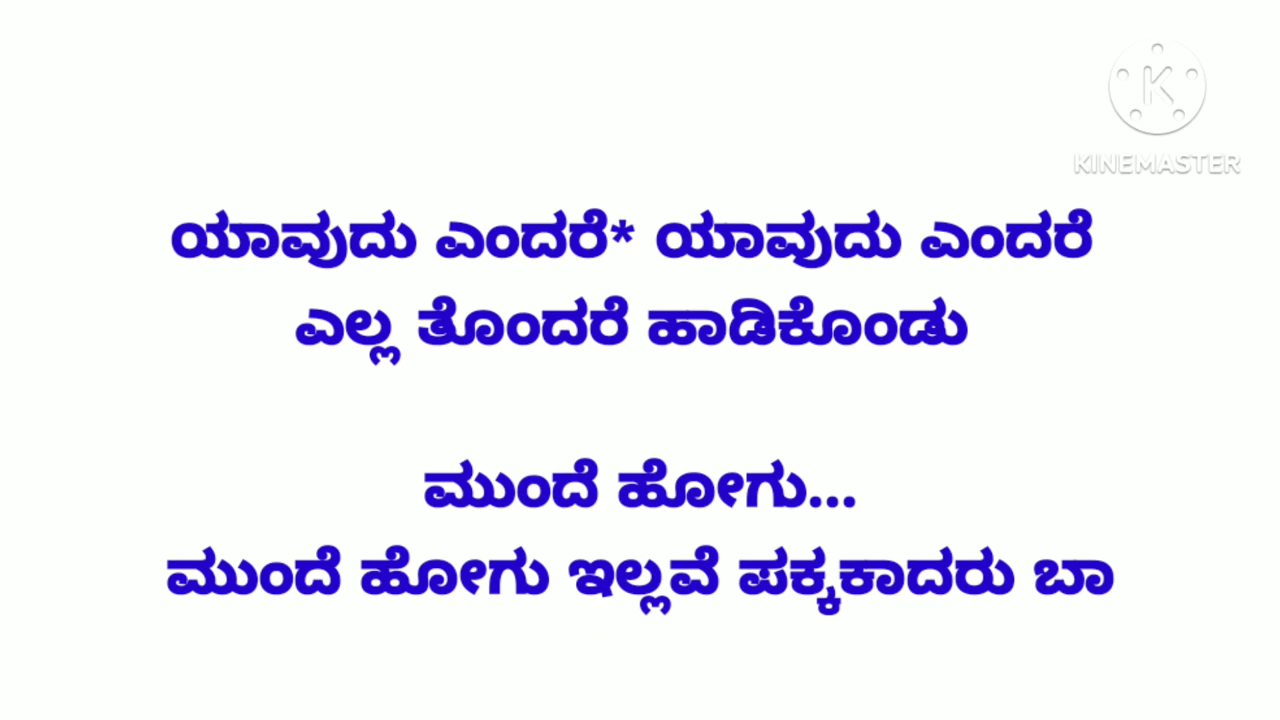 KINEMASTER
ಯಾವುದು ಎಂದರೆ* ಯಾವುದು ಎಂದರೆ
ಎಲ್ಲ ತೊಂದರೆ ಹಾಡಿಕೊಂಡು
ಮುಂದೆ ಹೋಗು...
ಮುಂದೆ ಹೋಗು ಇಲ್ಲವೆ ಪಕ್ಕಕಾದರು ಬಾ